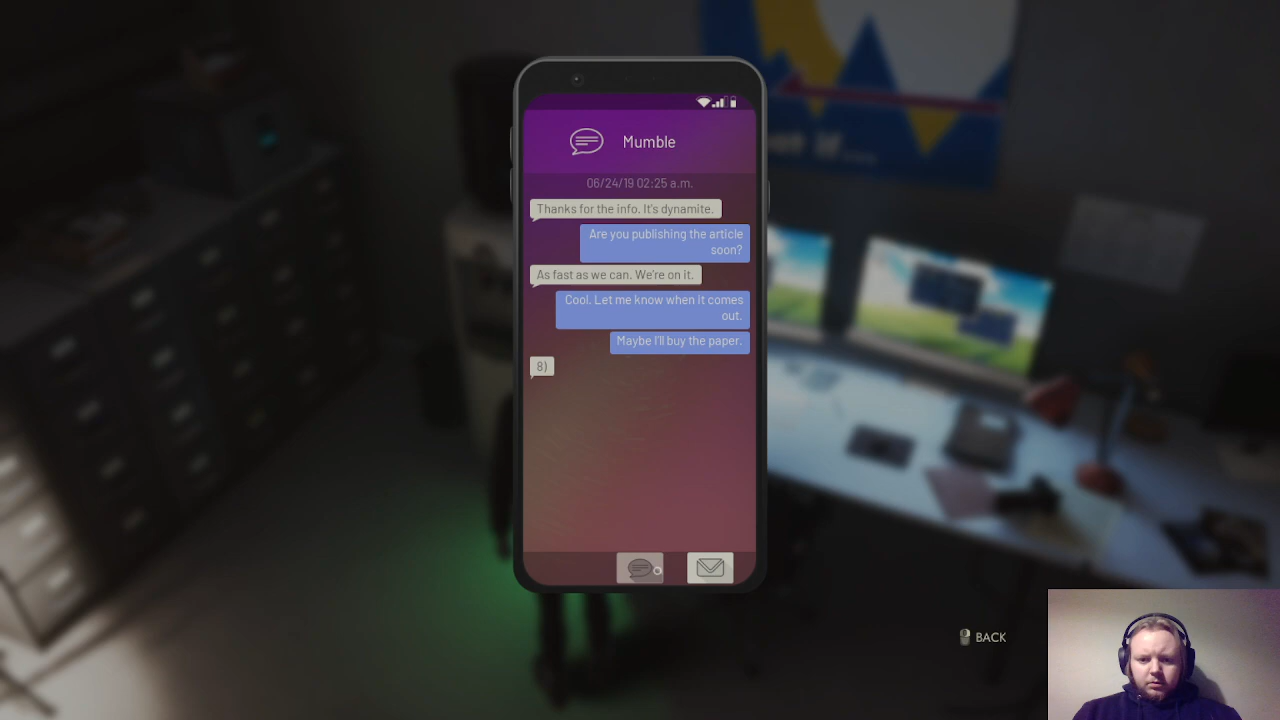 Mumble
06/24/19 02:25 a.m.
Thanks for the info. It's dynamite.
Are you publishing the article
soon?
As fast as we can. We're on it.
Cool. Let me know when it comes
out.
Maybe I'll buy the paper.
8)
BACK